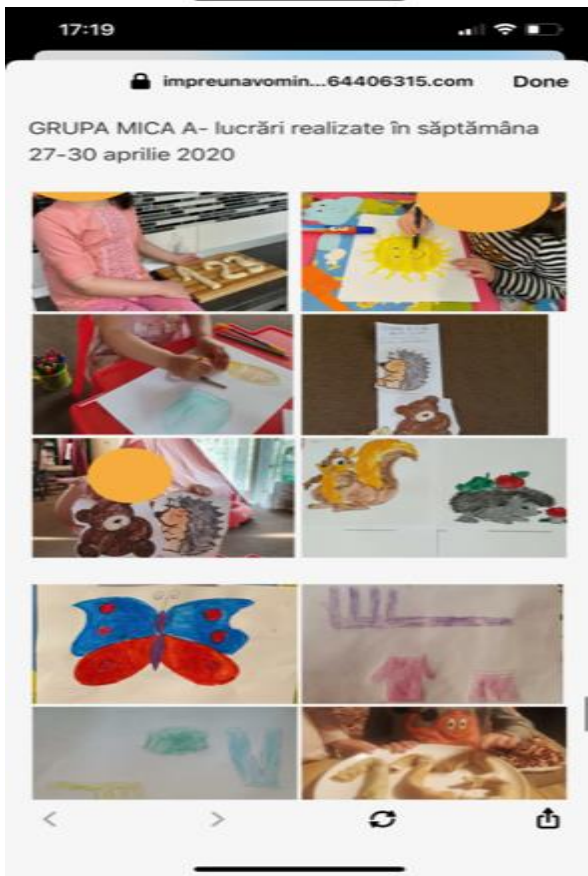 17:19
impreunavomin...64406315.com Done
GRUPA MICA A- lucrări realizate în săptămâna
27-30 aprilie 2020
123